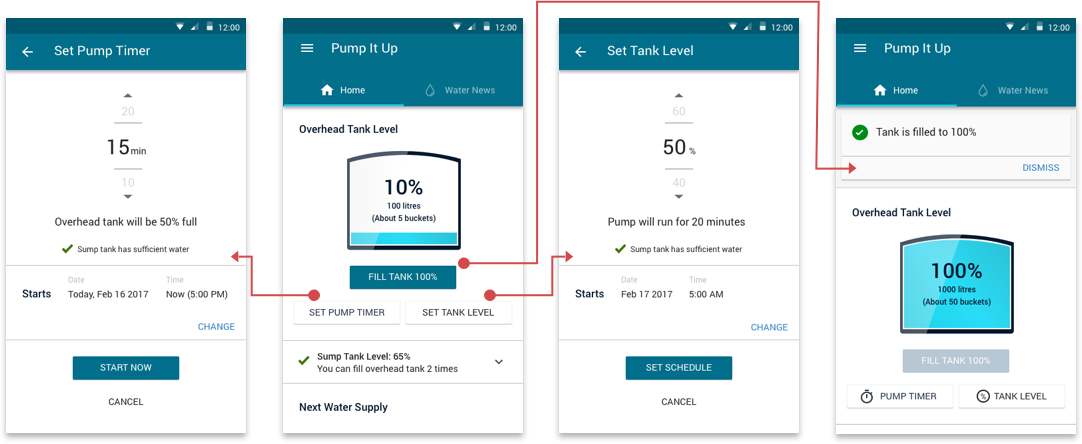 12:00
Set Pump Timer
20
15 min
10
Overhead tank will be 50% full
Sump tank has sufficient water
Date Time
Starts Today, Feb 16 2017 Now (5:00 PM)
CHANGE
START NOW
CANCEL
12:00
Pump It Up
Home Water News
Overhead Tank Level
10%
100 litres
(About 5 buckets)
FILL TANK 100%
SET PUMP TIMER SET TANK LEVEL
Sump Tank Level: 65%
You can fill overhead tank 2 times
Next Water Supply
12:00
Set Tank Level
60
50 %
40
Pump will run for 20 minutes
Sump tank has sufficient water
Date Time
Starts Feb 17 2017 5:00 AM
CHANGE
SET SCHEDULE
CANCEL
12:00
Pump It Up
Home Water News
Tank is filled to 100%
DISMISS
Overhead Tank Level
100%
1000 litres
(About 50 buckets)
FILL TANK 100%
PUMP TIMER % TANK LEVEL